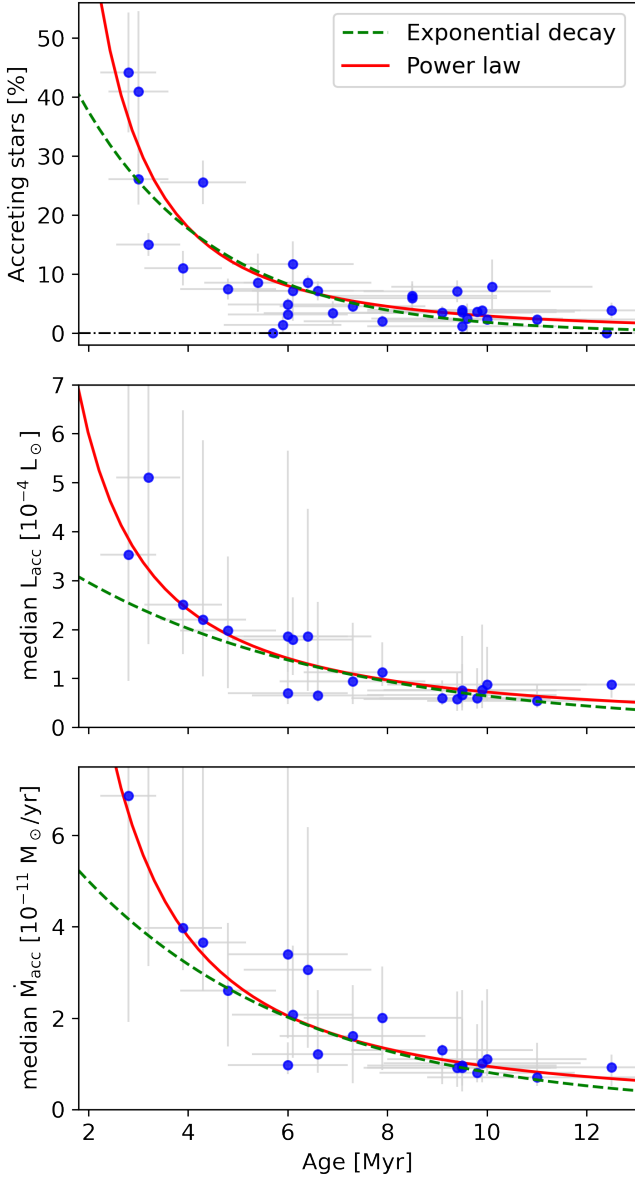 Exponential decay
Power law
Accreting stars [%]
50
40
30
20
10
0
median L_acc [10⁻⁴ L_⊙]
7
6
5
4
3
2
1
0
median Ṁ_acc [10⁻¹¹ M_⊙/yr]
6
4
2
0
2 4 6 8 10 12
Age [Myr]